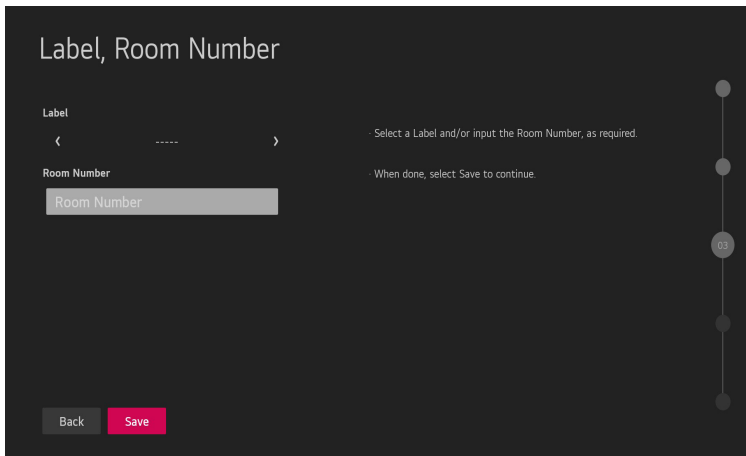 Label, Room Number
Label
‹ ----- ›
· Select a Label and/or input the Room Number, as required.
Room Number
· When done, select Save to continue.
Room Number
03
Back
Save